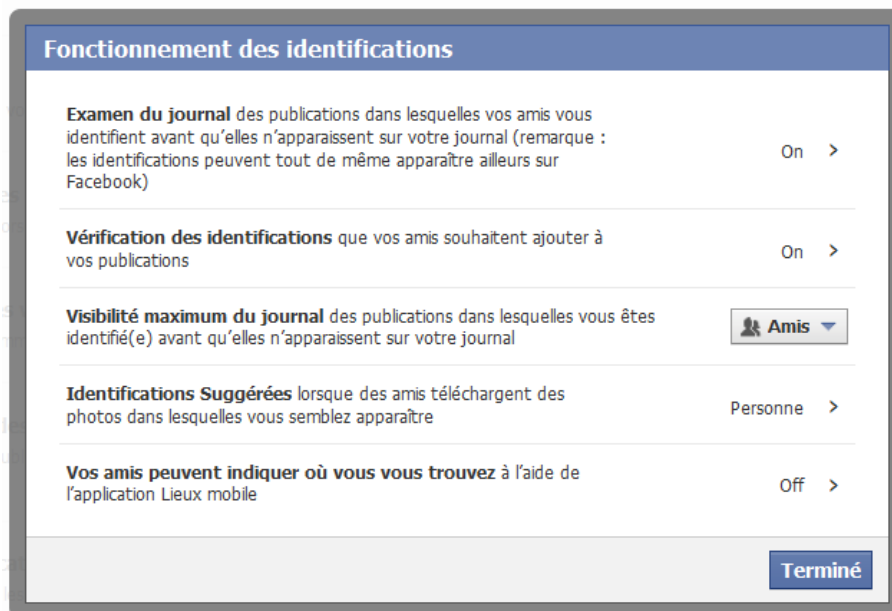 Fonctionnement des identifications
Examen du journal des publications dans lesquelles vos amis vous
identifient avant qu'elles n'apparaissent sur votre journal (remarque :
les identifications peuvent tout de même apparaître ailleurs sur
Facebook)
On >
Vérification des identifications que vos amis souhaitent ajouter à
vos publications
On >
Visibilité maximum du journal des publications dans lesquelles vous êtes
identifié(e) avant qu'elles n'apparaissent sur votre journal
Amis
Identifications Suggérées lorsque des amis téléchargent des
photos dans lesquelles vous semblez apparaître
Personne >
Vos amis peuvent indiquer où vous vous trouvez à l'aide de
l'application Lieux mobile
Off >
Terminé